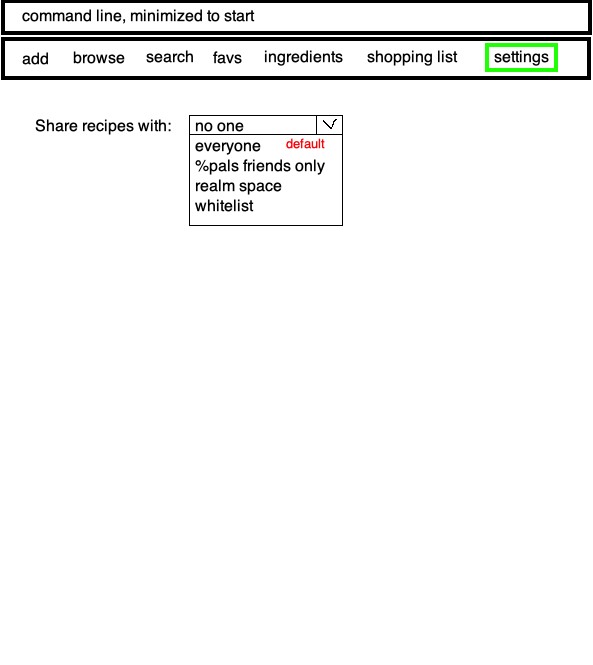 command line, minimized to start
add browse search favs ingredients shopping list settings
Share recipes with: no one
everyone default
%pals friends only
realm space
whitelist